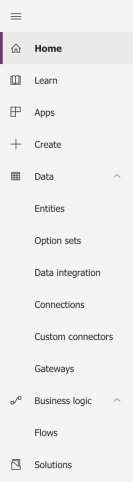 Home
Learn
Apps
Create
Data
Entities
Option sets
Data integration
Connections
Custom connectors
Gateways
Business logic
Flows
Solutions